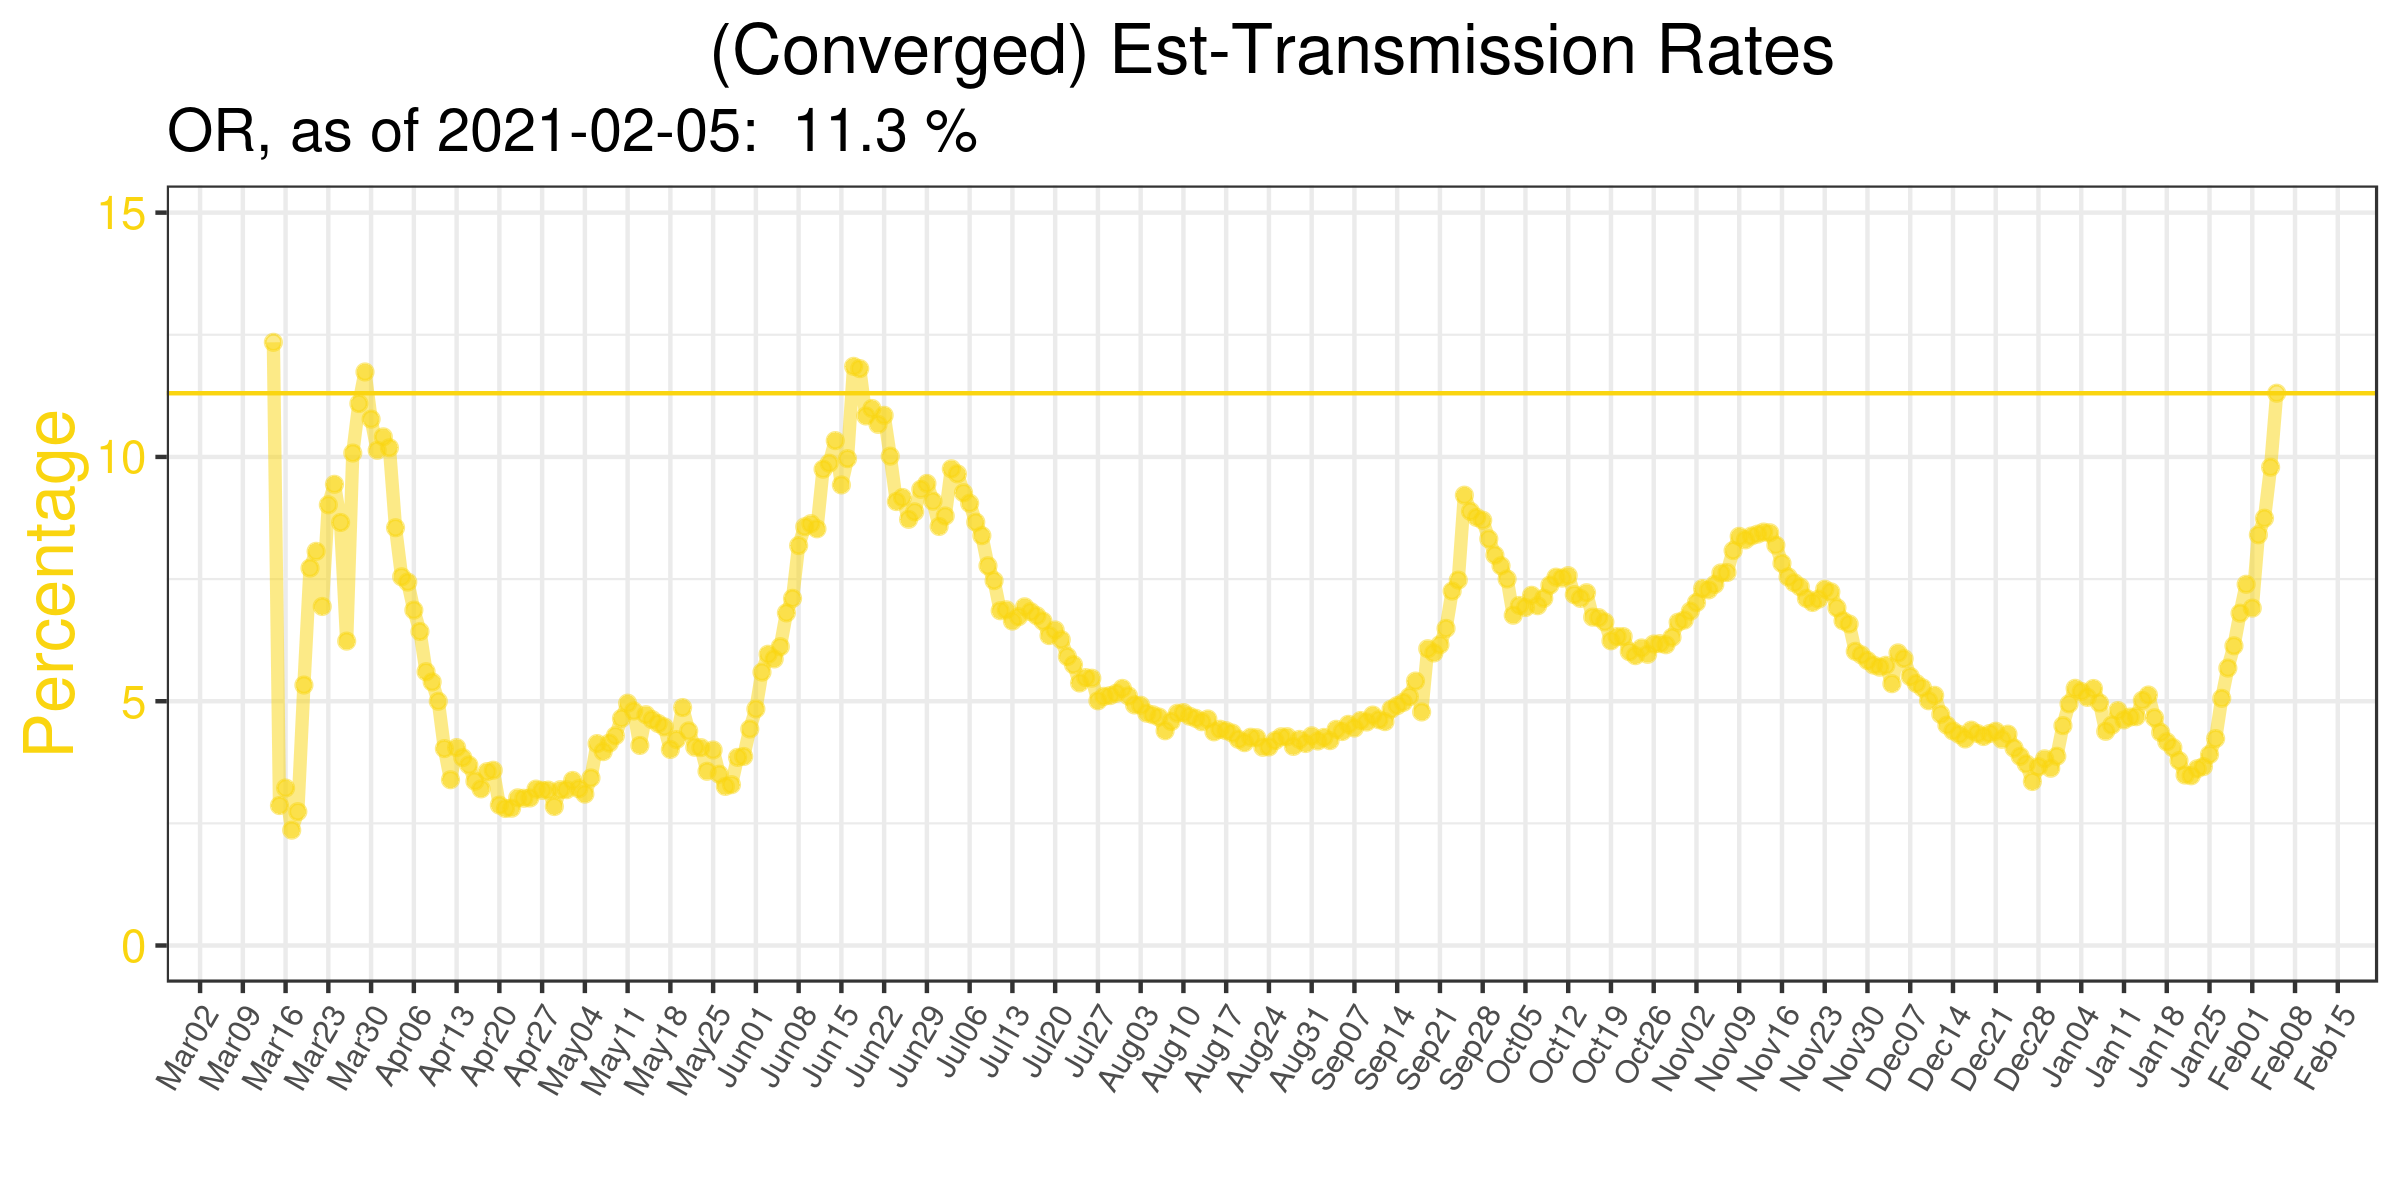 (Converged) Est-Transmission Rates
OR, as of 2021-02-05:  11.3 %
Percentage
15
10
5
0
Mar02
Mar09
Mar16
Mar23
Mar30
Apr06
Apr13
Apr20
Apr27
May04
May11
May18
May25
Jun01
Jun08
Jun15
Jun22
Jun29
Jul06
Jul13
Jul20
Jul27
Aug03
Aug10
Aug17
Aug24
Aug31
Sep07
Sep14
Sep21
Sep28
Oct05
Oct12
Oct19
Oct26
Nov02
Nov09
Nov16
Nov23
Nov30
Dec07
Dec14
Dec21
Dec28
Jan04
Jan11
Jan18
Jan25
Feb01
Feb08
Feb15